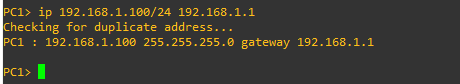 PC1> ip 192.168.1.100/24 192.168.1.1
Checking for duplicate address...
PC1 : 192.168.1.100 255.255.255.0 gateway 192.168.1.1
PC1>